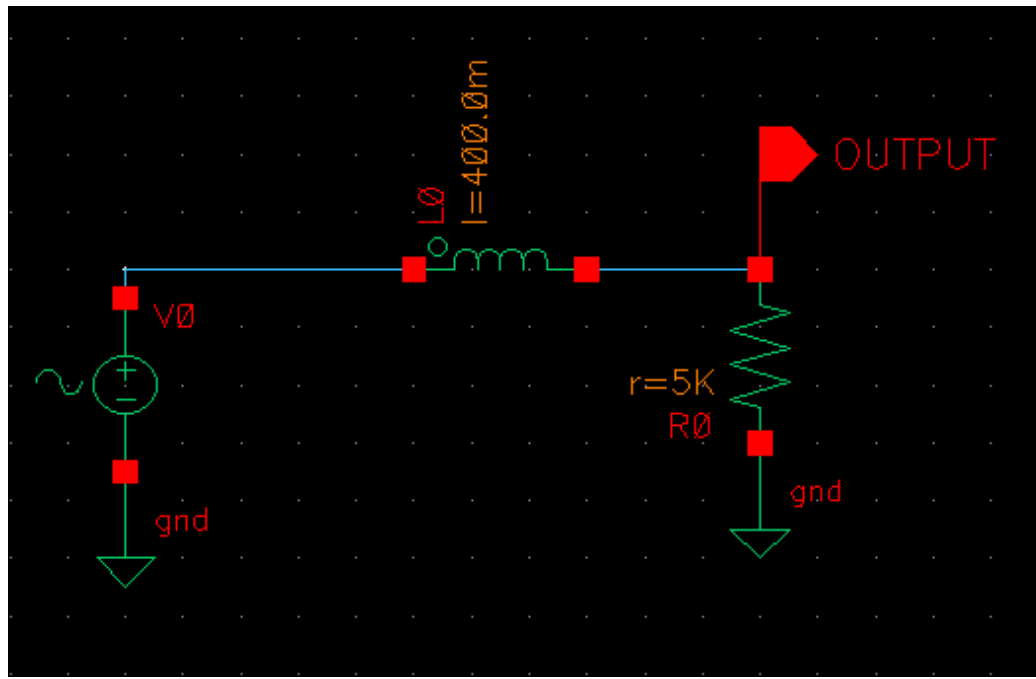 L0
l=400.0m
OUTPUT
V0
r=5K
R0
gnd
gnd